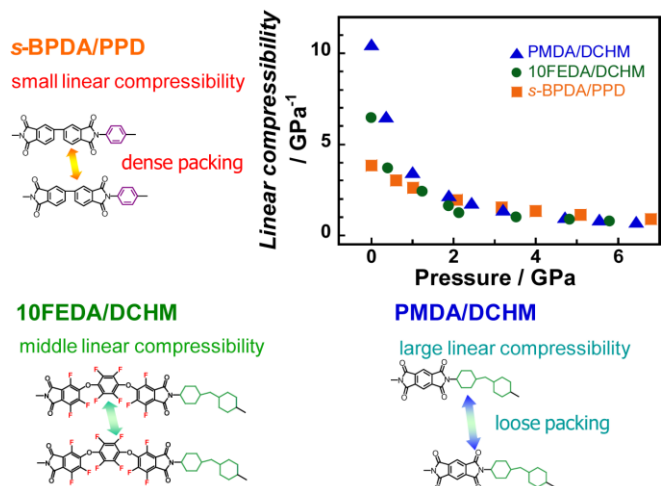 s-BPDA/PPD
small linear compressibility
dense packing
Linear compressibility
/ GPa-1
10
5
0
0
2
4
6
Pressure / GPa
PMDA/DCHM
10FEDA/DCHM
s-BPDA/PPD
10FEDA/DCHM
middle linear compressibility
PMDA/DCHM
large linear compressibility
loose packing